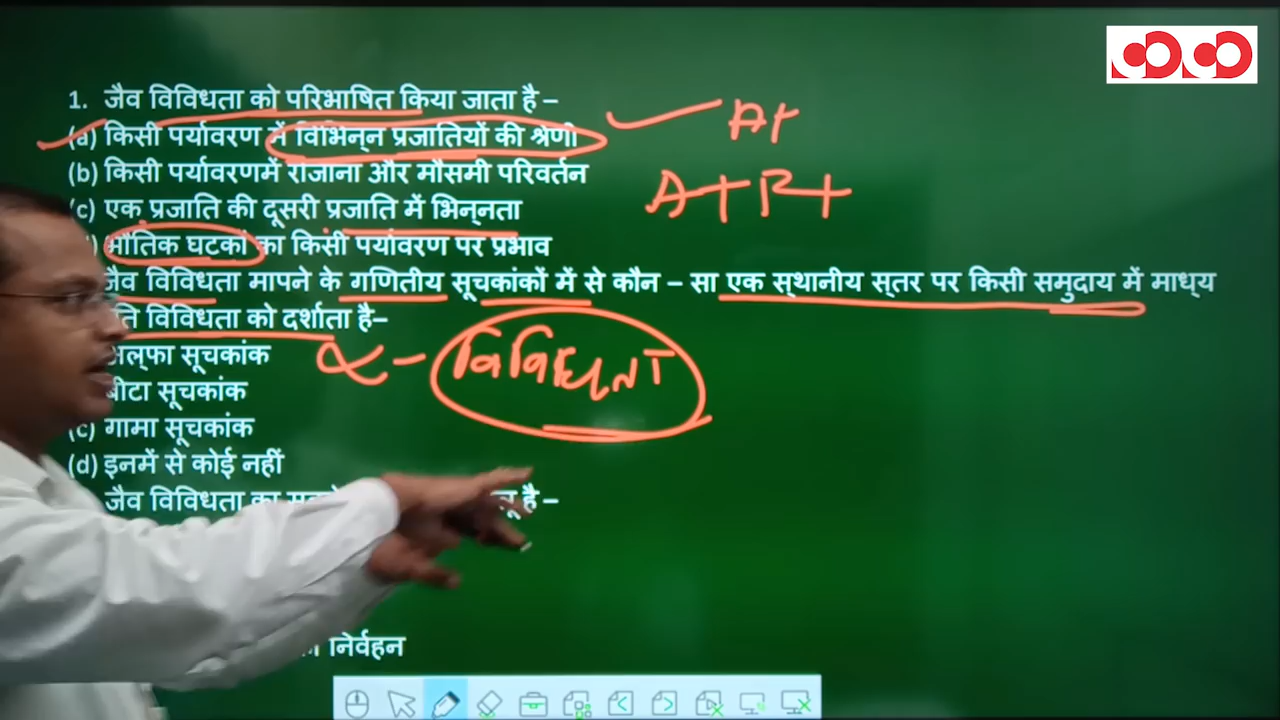 1. जैव विविधता को परिभाषित किया जाता है –
(a) किसी पर्यावरण में विभिन्न प्रजातियों की श्रेणी
A+
(b) किसी पर्यावरणमें रोजाना और मौसमी परिवर्तन
A+R+
(c) एक प्रजाति की दूसरी प्रजाति में भिन्नता
भौतिक घटकों का किसी पर्यावरण पर प्रभाव
जैव विविधता मापने के गणितीय सूचकांकों में से कौन – सा एक स्थानीय स्तर पर किसी समुदाय में माध्य
विविधता को दर्शाता है–
अल्फा सूचकांक
α – विविधता
बीटा सूचकांक
(c) गामा सूचकांक
(d) इनमें से कोई नहीं
जैव विविधता का है –
निर्वहन